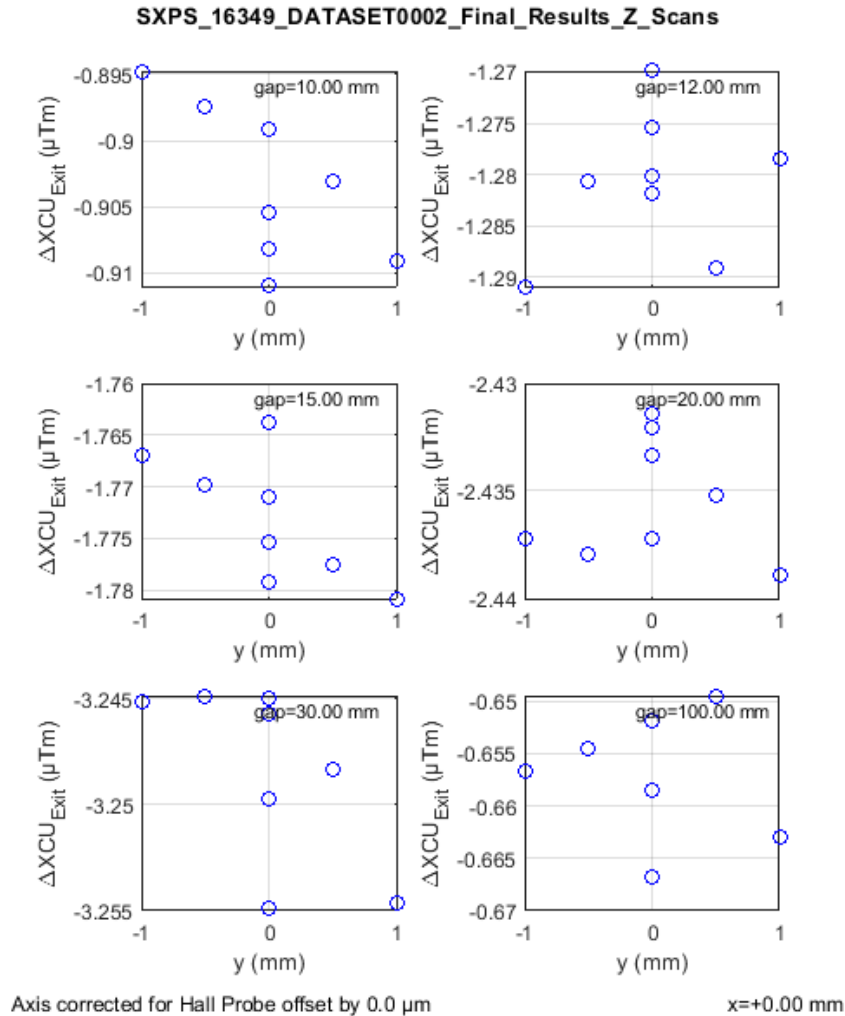 SXPS_16349_DATASET0002_Final_Results_Z_Scans
-0.895
-0.9
-0.905
-0.91
ΔXCU_Exit (μTm)
gap=10.00 mm
-1 0 1
y (mm)
-1.27
-1.275
-1.28
-1.285
-1.29
ΔXCU_Exit (μTm)
gap=12.00 mm
-1 0 1
y (mm)
-1.76
-1.765
-1.77
-1.775
-1.78
ΔXCU_Exit (μTm)
gap=15.00 mm
-1 0 1
y (mm)
-2.43
-2.435
-2.44
ΔXCU_Exit (μTm)
gap=20.00 mm
-1 0 1
y (mm)
-3.245
-3.25
-3.255
ΔXCU_Exit (μTm)
gap=30.00 mm
-1 0 1
y (mm)
-0.65
-0.655
-0.66
-0.665
-0.67
ΔXCU_Exit (μTm)
gap=100.00 mm
-1 0 1
y (mm)
Axis corrected for Hall Probe offset by 0.0 μm
x=+0.00 mm